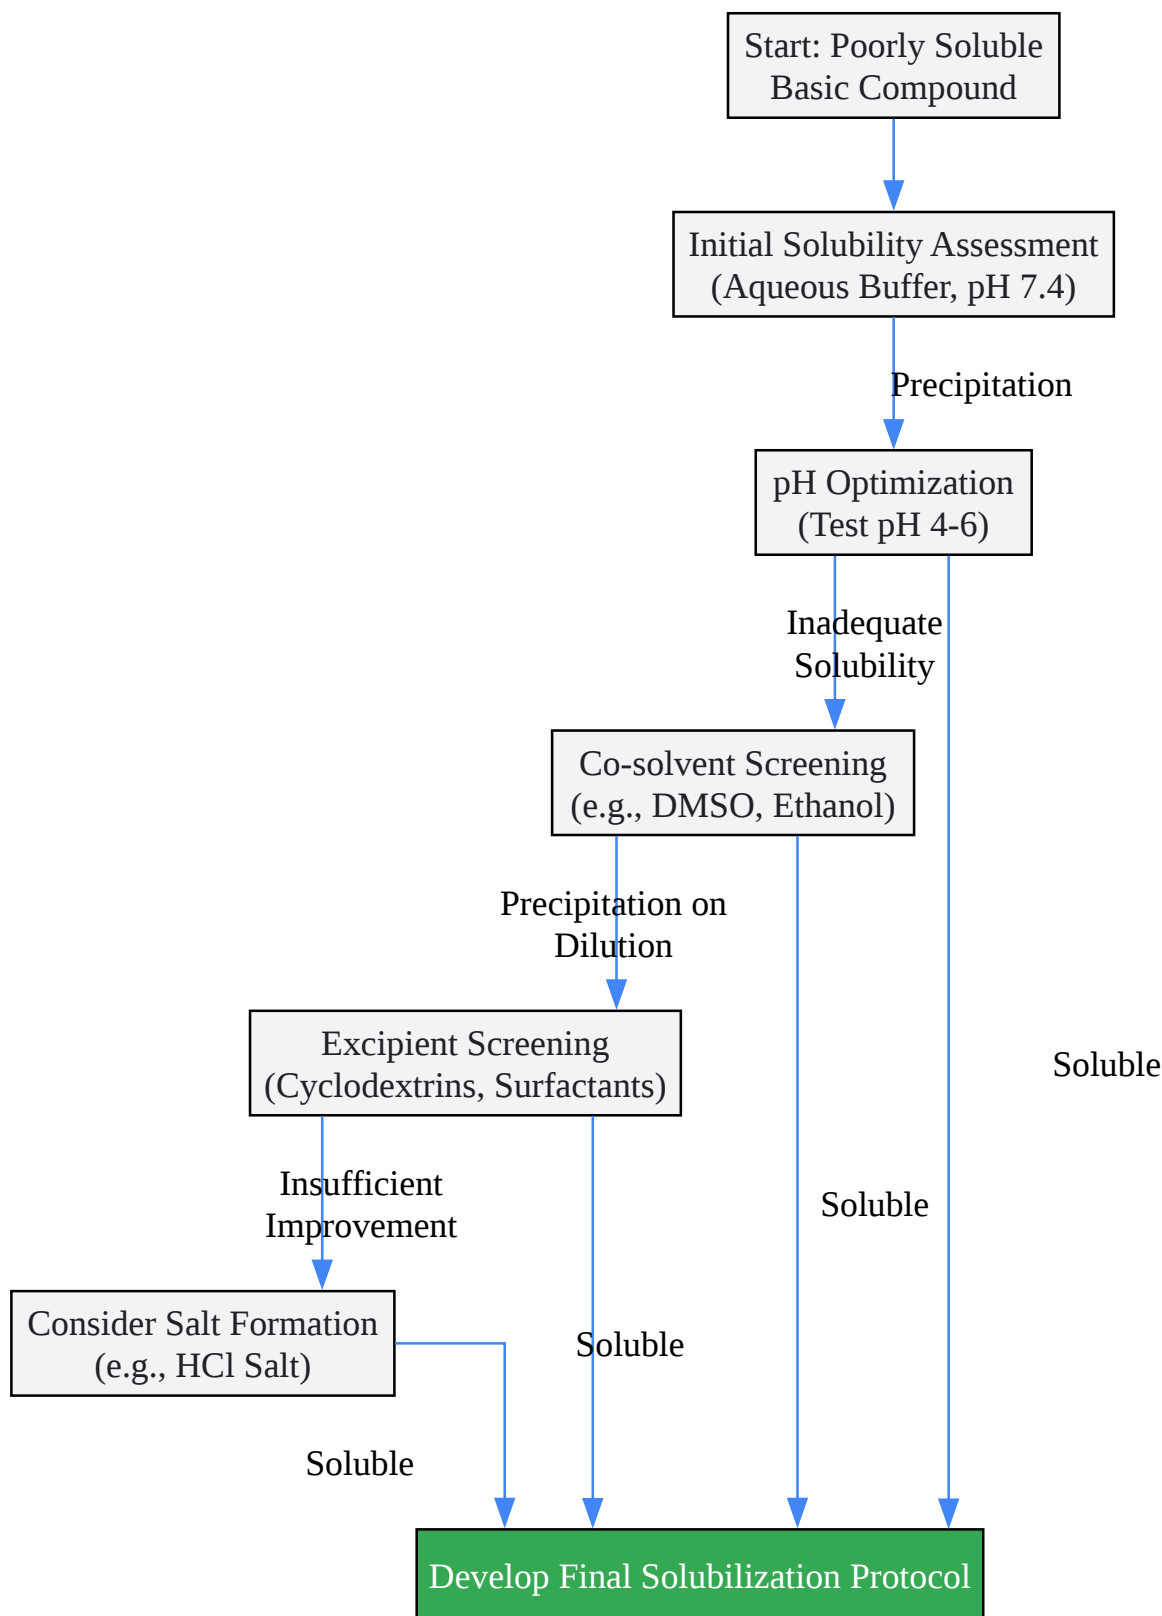 Start: Poorly Soluble
Basic Compound
Initial Solubility Assessment
(Aqueous Buffer, pH 7.4)
Precipitation
pH Optimization
(Test pH 4-6)
Inadequate
Solubility
Co-solvent Screening
(e.g., DMSO, Ethanol)
Precipitation on
Dilution
Excipient Screening
(Cyclodextrins, Surfactants)
Soluble
Insufficient
Improvement
Soluble
Consider Salt Formation
(e.g., HCl Salt)
Soluble
Soluble
Develop Final Solubilization Protocol